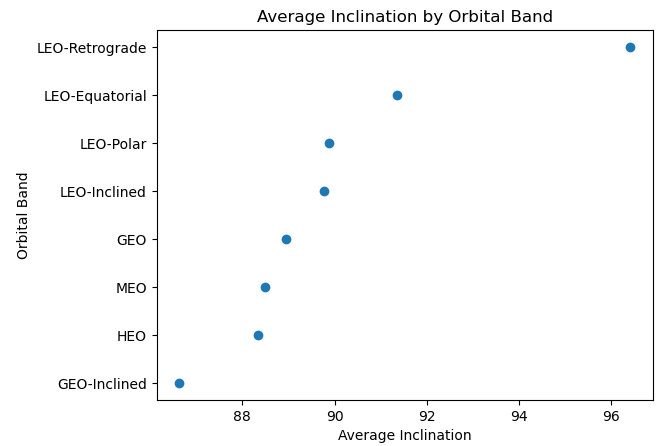 Average Inclination by Orbital Band
LEO-Retrograde
LEO-Equatorial
LEO-Polar
LEO-Inclined
GEO
MEO
HEO
GEO-Inclined
Orbital Band
88 90 92 94 96
Average Inclination